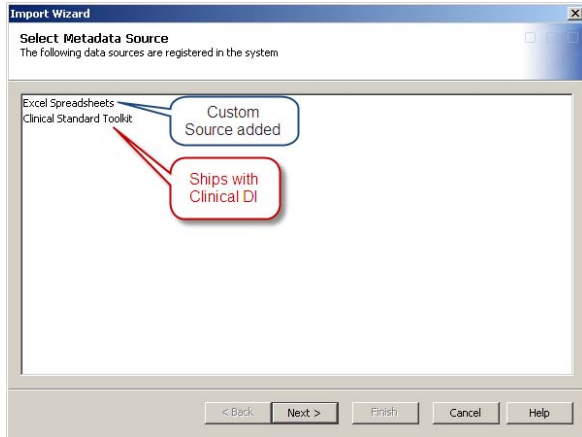 Import Wizard
Select Metadata Source
The following data sources are registered in the system
Excel Spreadsheets
Custom
Source added
Clinical Standard Toolkit
Ships with
Clinical DI
< Back
Next >
Finish
Cancel
Help